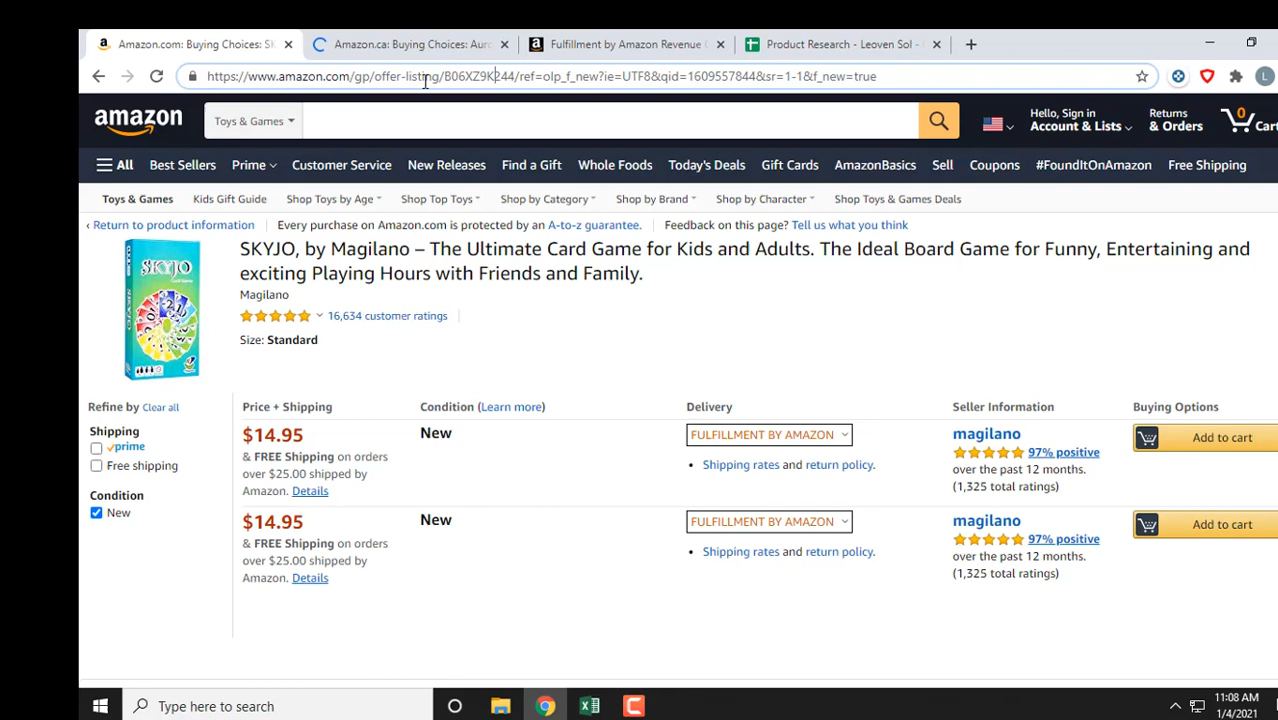 Amazon.com: Buying Choices: SK
Amazon.ca: Buying Choices: Auro
Fulfillment by Amazon Revenue C
Product Research - Leoven Sol -
https://www.amazon.com/gp/offer-listing/B06XZ9K244/ref=olp_f_new?ie=UTF8&qid=1609557844&sr=1-1&f_new=true
L
amazon
Toys & Games
Hello, Sign in
Account & Lists
Returns
& Orders
0
Cart
All Best Sellers Prime Customer Service New Releases Find a Gift Whole Foods Today's Deals Gift Cards AmazonBasics Sell Coupons #FoundItOnAmazon Free Shipping
Toys & Games Kids Gift Guide Shop Toys by Age Shop Top Toys Shop by Category Shop by Brand Shop by Character Shop Toys & Games Deals
‹ Return to product information Every purchase on Amazon.com is protected by an A-to-z guarantee. Feedback on this page? Tell us what you think
SKYJO
SKYJO, by Magilano – The Ultimate Card Game for Kids and Adults. The Ideal Board Game for Funny, Entertaining and
exciting Playing Hours with Friends and Family.
Magilano
16,634 customer ratings
Size: Standard
Refine by Clear all
Shipping
prime
Free shipping
Condition
New
Price + Shipping Condition (Learn more) Delivery Seller Information Buying Options
$14.95
& FREE Shipping on orders
over $25.00 shipped by
Amazon. Details
New
FULFILLMENT BY AMAZON
• Shipping rates and return policy.
magilano
97% positive
over the past 12 months.
(1,325 total ratings)
Add to cart
$14.95
& FREE Shipping on orders
over $25.00 shipped by
Amazon. Details
New
FULFILLMENT BY AMAZON
• Shipping rates and return policy.
magilano
97% positive
over the past 12 months.
(1,325 total ratings)
Add to cart
Type here to search
11:08 AM
1/4/2021